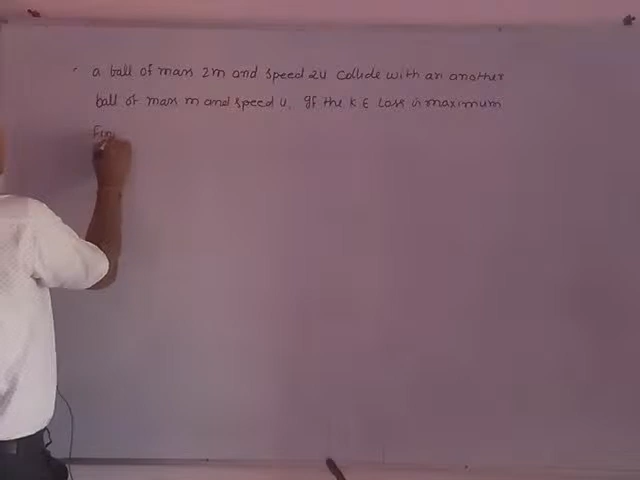 a ball of mass 2m and speed 2u collide with an another
ball of mass m and speed u, If the K E Loss is maximum
Fin